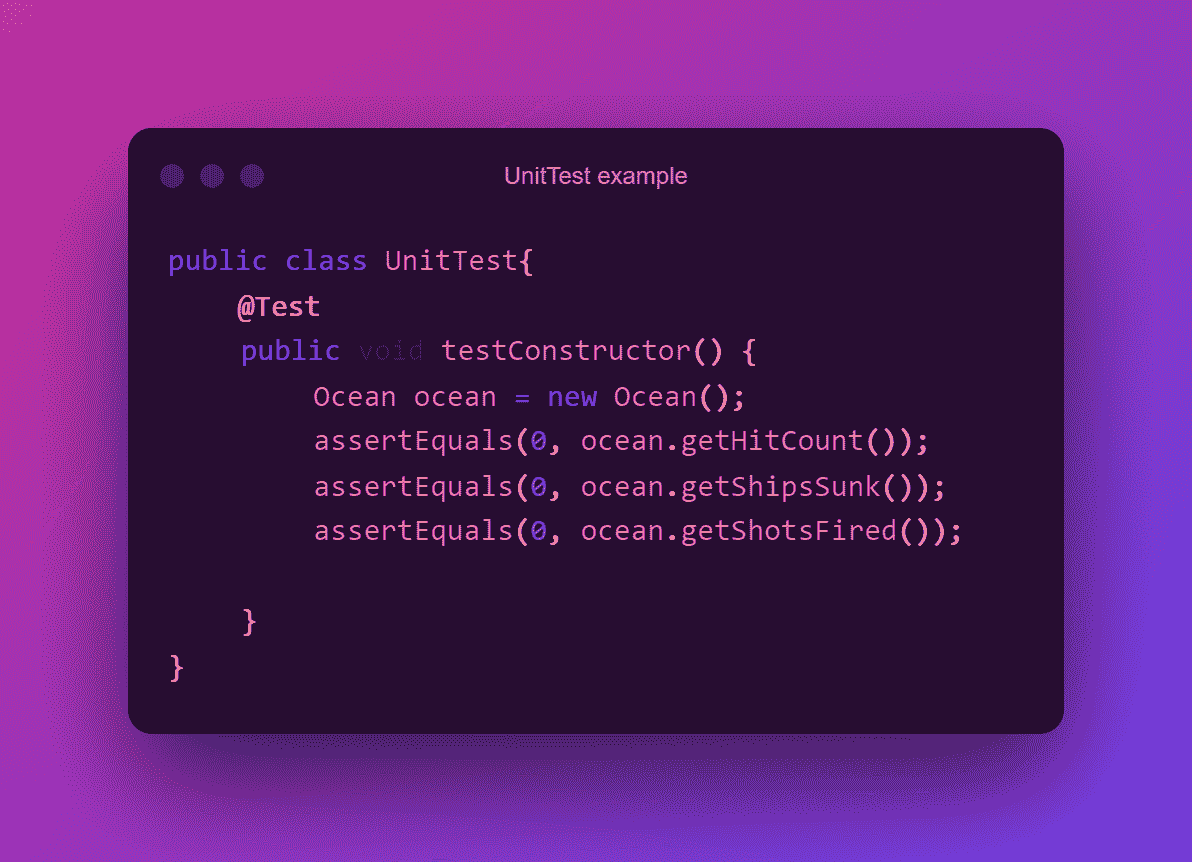 UnitTest example
public class UnitTest{
@Test
public void testConstructor() {
Ocean ocean = new Ocean();
assertEquals(0, ocean.getHitCount());
assertEquals(0, ocean.getShipsSunk());
assertEquals(0, ocean.getShotsFired());
}
}